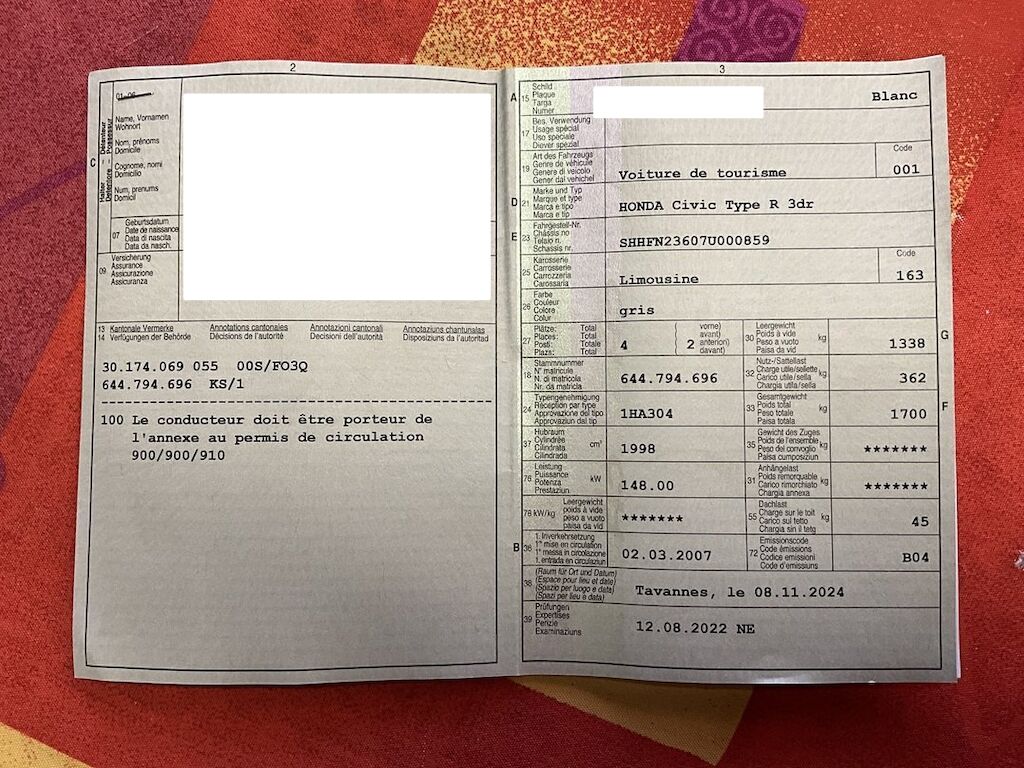 2
01-06
Halter – Détenteur
Detentore – Possessur
C
Name, Vornamen
Wohnort
Nom, prénoms
Domicile
Cognome, nomi
Domicilio
Num, prenums
Domicil
07
Geburtsdatum
Date de naissance
Data di nascita
Data da nasch.
09
Versicherung
Assurance
Assicurazione
Assicuranza
13 Kantonale Vermerke Annotations cantonales Annotazioni cantonali Annotaziuns chantunalas
14 Verfügungen der Behörde Décisions de l'autorité Decisioni dell'autorità Disposiziuns da l'autoritad
30.174.069 055 00S/FO3Q
644.794.696 KS/1
100 Le conducteur doit être porteur de
l'annexe au permis de circulation
900/900/910
3
A 15
Schild
Plaque
Targa
Numer
Blanc
17
Bes. Verwendung
Usage spécial
Uso speciale
Diever spezial
19
Art des Fahrzeugs
Genre de véhicule
Genere di veicolo
Gener dal vehichel
Voiture de tourisme
Code
001
D 21
Marke und Typ
Marque et type
Marca e tipo
Marca e tip
HONDA Civic Type R 3dr
E 23
Fahrgestell-Nr.
Châssis no
Telaio n.
Schassis nr.
SHHFN23607U000859
25
Karosserie
Carrosserie
Carrozzeria
Carossaria
Limousine
Code
163
26
Farbe
Couleur
Colore
Colur
gris
27
Plätze: Total
Places: Total
Posti: Totale
Plaza: Total
4
vorne)
avant)
anterion)
davant)
2
30
Leergewicht
Poids à vide
Peso a vuoto
Paisa da vid
kg
1338
G
18
Stammnummer
N° matricule
N. di matricola
Nr. da matricla
644.794.696
32
Nutz-/Sattellast
Charge utile/sellette
Carico utile/sella
Chargia utila/sella
kg
362
24
Typengenehmigung
Réception par type
Approvazione del tipo
Approvaziun dal tip
1HA304
33
Gesamtgewicht
Poids total
Peso totale
Paisa totala
kg
1700
F
37
Hubraum
Cylindrée
Cilindrata
Cilindrada
cm³
1998
35
Gewicht des Zuges
Poids de l'ensemble
Peso del convoglio
Paisa cumposiziun
kg
*******
76
Leistung
Puissance
Potenza
Prestaziun
kW
148.00
31
Anhängelast
Poids remorquable
Carico rimorchiato
Chargia annexa
kg
*******
78 kW/kg
Leergewicht
poids à vide
peso a vuoto
paisa da vid
*******
55
Dachlast
Charge sur le toit
Carico sul tetto
Chargia sin il tetg
kg
45
B 36
1. Inverkehrsetzung
1re mise en circulation
1a messa in circolazione
1. entrada en circulaziun
02.03.2007
72
Emissionscode
Code émissions
Codice emissioni
Code d'emissiuns
B04
38
(Raum für Ort und Datum)
(Espace pour lieu et date)
(Spazio per luogo e data)
(Spazi per lieu e data)
Tavannes, le 08.11.2024
39
Prüfungen
Expertises
Perizie
Examinaziuns
12.08.2022 NE